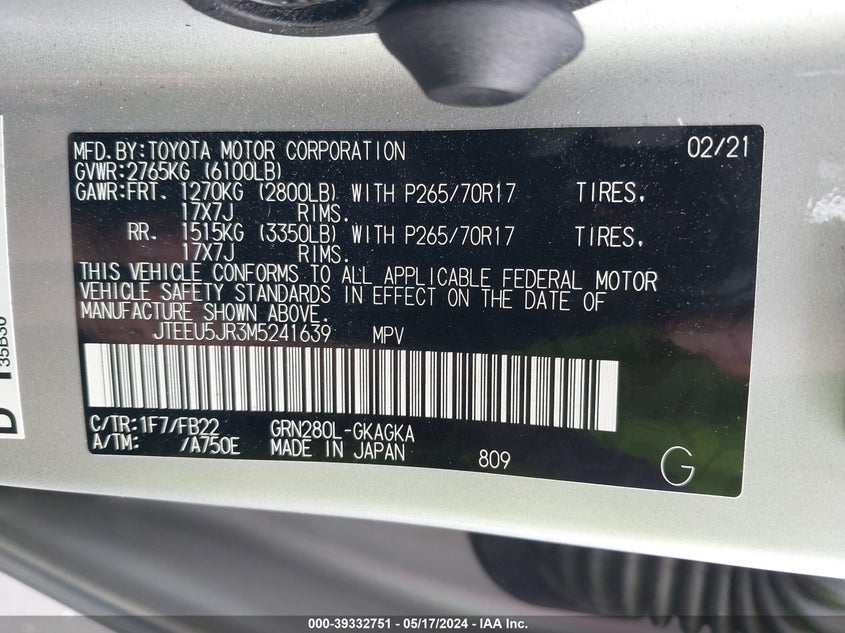 MFD.BY:TOYOTA MOTOR CORPORATION 02/21
GVWR:2765KG (6100LB)
GAWR:FRT. 1270KG (2800LB) WITH P265/70R17 TIRES,
17X7J RIMS.
RR. 1515KG (3350LB) WITH P265/70R17 TIRES,
17X7J RIMS.
THIS VEHICLE CONFORMS TO ALL APPLICABLE FEDERAL MOTOR
VEHICLE SAFETY STANDARDS IN EFFECT ON THE DATE OF
MANUFACTURE ABOVE.
JTEEU5JR3M5241639 MPV
C/TR:1F7/FB22 GRN280L-GKAGKA
A/TM: /A750E MADE IN JAPAN 809 G
35B30
000-39332751 - 05/17/2024 - IAA Inc.